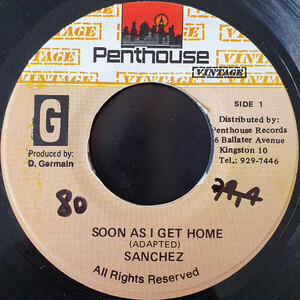 Penthouse
VINTAGE
VINTAGE
SIDE 1
G
Distributed by:
Penthouse Records
6 Ballater Avenue
Kingston 10
Tel.: 929-7446
Produced by:
D. Germain
80
SOON AS I GET HOME
(ADAPTED)
SANCHEZ
All Rights Reserved